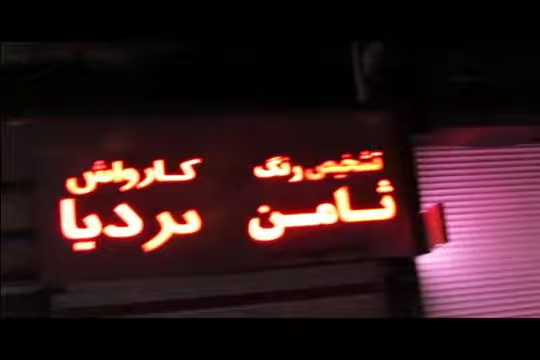 تشخیص رنگ
ثامن
کارواش
بردیا